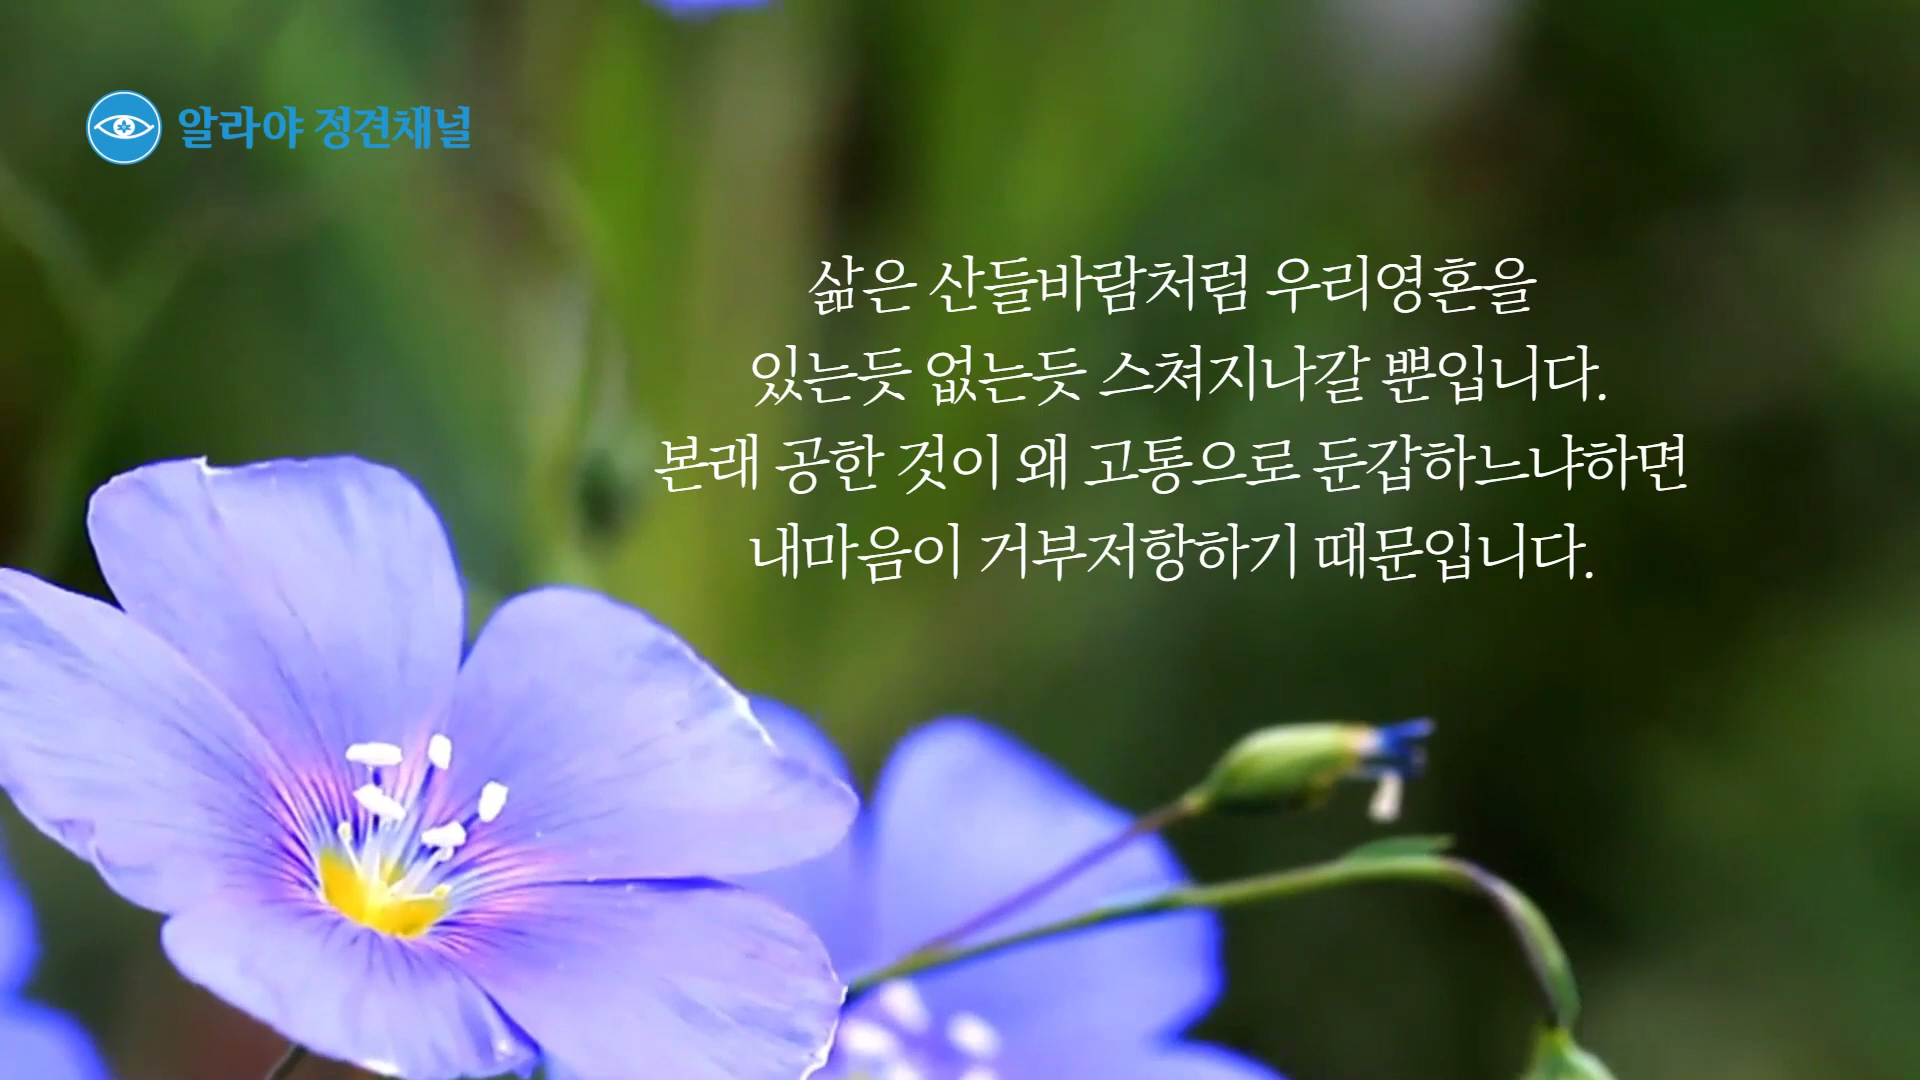 알라야 정견채널
삶은 산들바람처럼 우리영혼을
있는듯 없는듯 스쳐지나갈 뿐입니다.
본래 공한 것이 왜 고통으로 둔갑하느냐하면
내마음이 거부저항하기 때문입니다.